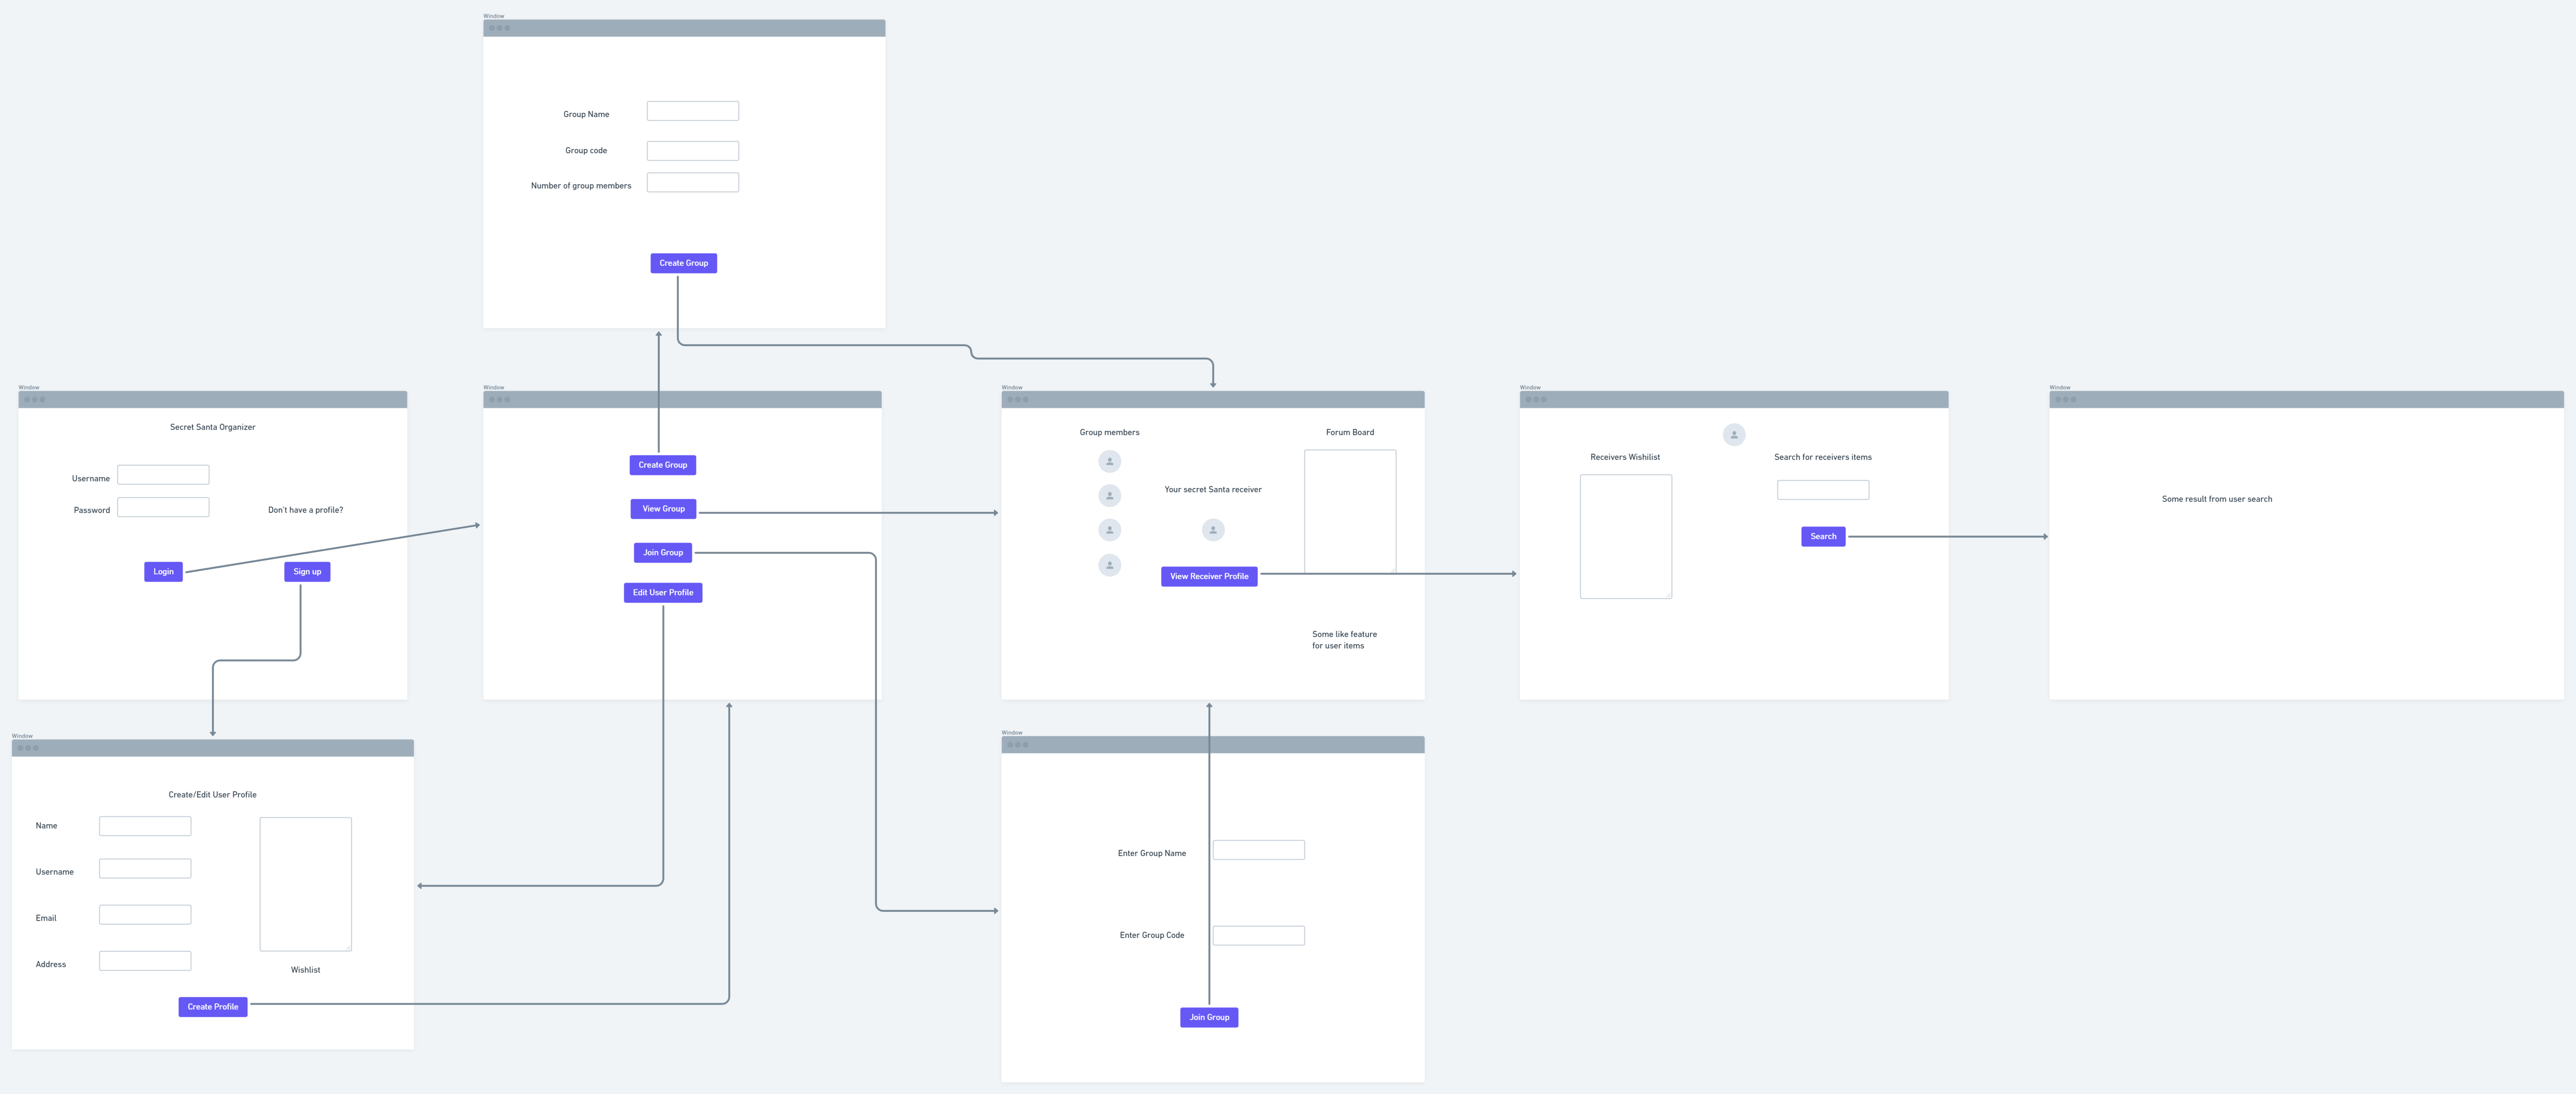 Window
Group Name
Group code
Number of group members
Create Group
Window
Secret Santa Organizer
Username
Password
Don't have a profile?
Login
Sign up
Window
Create Group
View Group
Join Group
Edit User Profile
Window
Group members
Forum Board
Your secret Santa receiver
View Receiver Profile
Some like feature
for user items
Window
Receivers Wishilist
Search for receivers items
Search
Window
Some result from user search
Window
Create/Edit User Profile
Name
Username
Email
Address
Wishlist
Create Profile
Window
Enter Group Name
Enter Group Code
Join Group